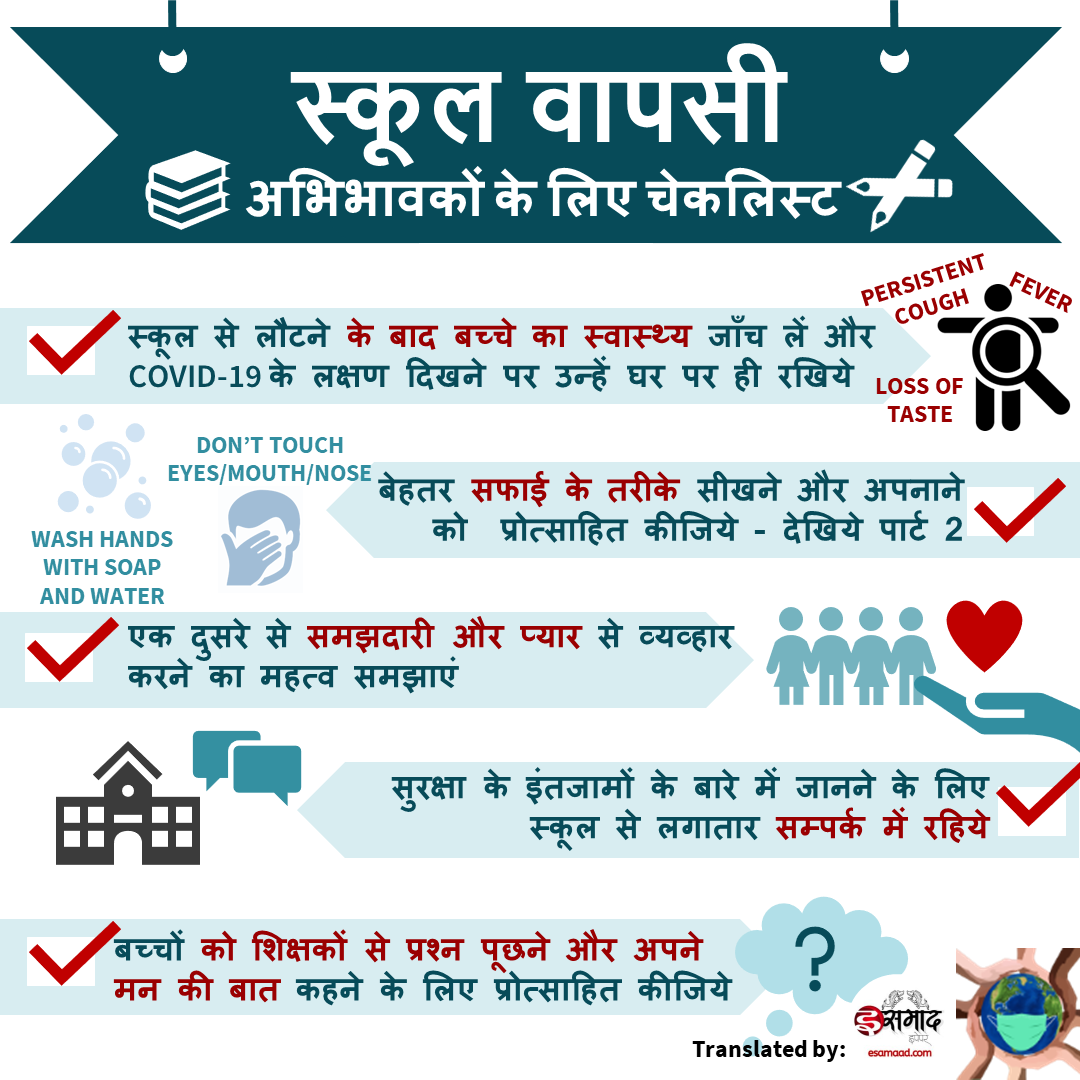 स्कूल वापसी
अभिभावकों के लिए चेकलिस्ट
PERSISTENT
COUGH
FEVER
LOSS OF
TASTE
स्कूल से लौटने के बाद बच्चे का स्वास्थ्य जाँच लें और
COVID-19 के लक्षण दिखने पर उन्हें घर पर ही रखिये
DON'T TOUCH
EYES/MOUTH/NOSE
WASH HANDS
WITH SOAP
AND WATER
बेहतर सफाई के तरीके सीखने और अपनाने
को प्रोत्साहित कीजिये - देखिये पार्ट 2
एक दुसरे से समझदारी और प्यार से व्यव्हार
करने का महत्व समझाएं
सुरक्षा के इंतजामों के बारे में जानने के लिए
स्कूल से लगातार सम्पर्क में रहिये
बच्चों को शिक्षकों से प्रश्न पूछने और अपने
मन की बात कहने के लिए प्रोत्साहित कीजिये
?
Translated by:
इसमाद
इपेपर
esamaad.com